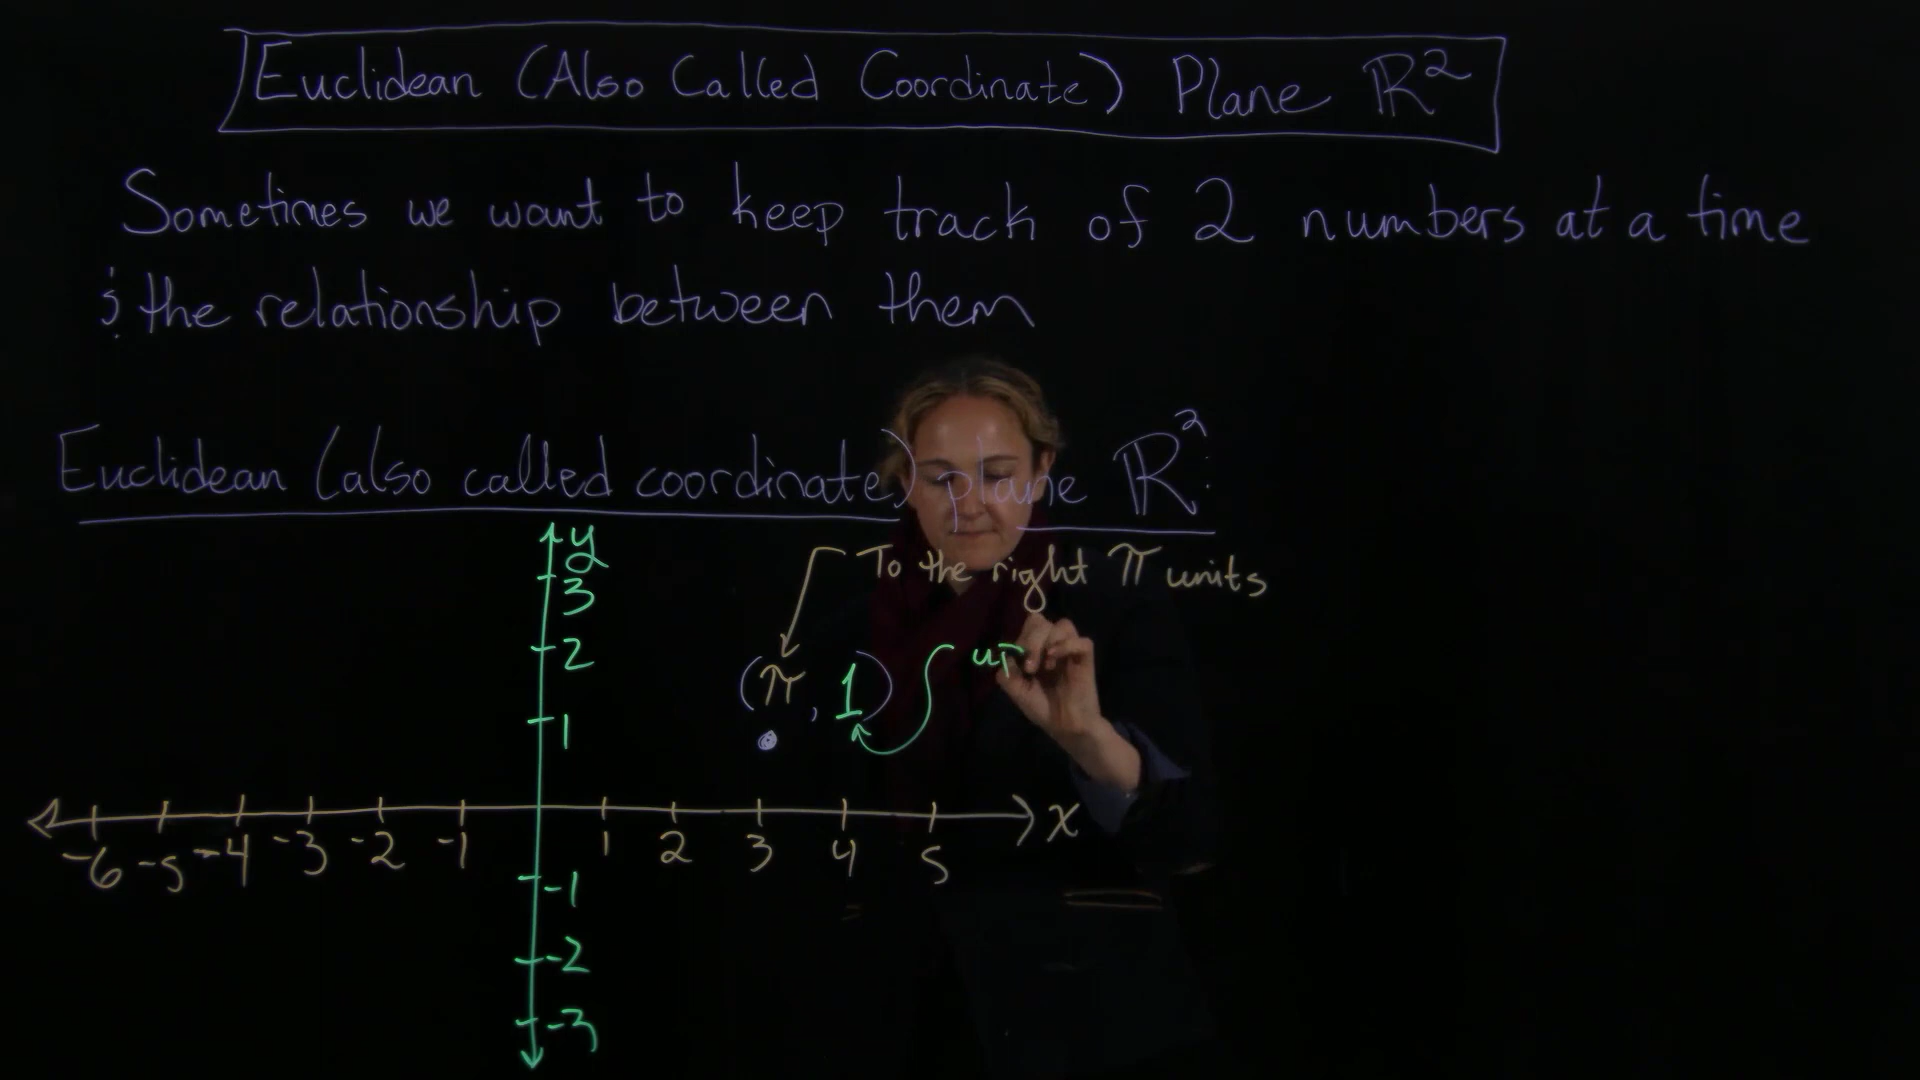 Euclidean (Also Called Coordinate) Plane ℝ²
Sometimes we want to keep track of 2 numbers at a time
& the relationship between them
Euclidean (also called coordinate) plane ℝ²:
y
To the right π units
3
2
up
(π, 1)
1
x
-6 -5 -4 -3 -2 -1 1 2 3 4 5
-1
-2
-3